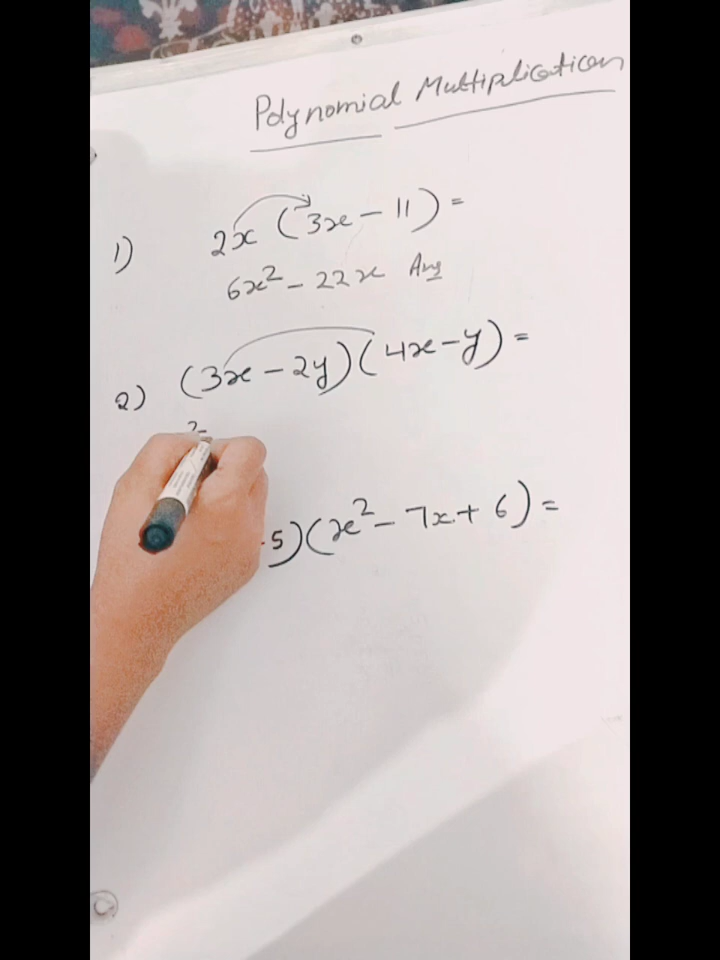 Polynomial Multiplication
1) 2x (3x - 11) =
6x² - 22x Ans
2) (3x - 2y)(4x - y) =
5)(x² - 7x + 6) =